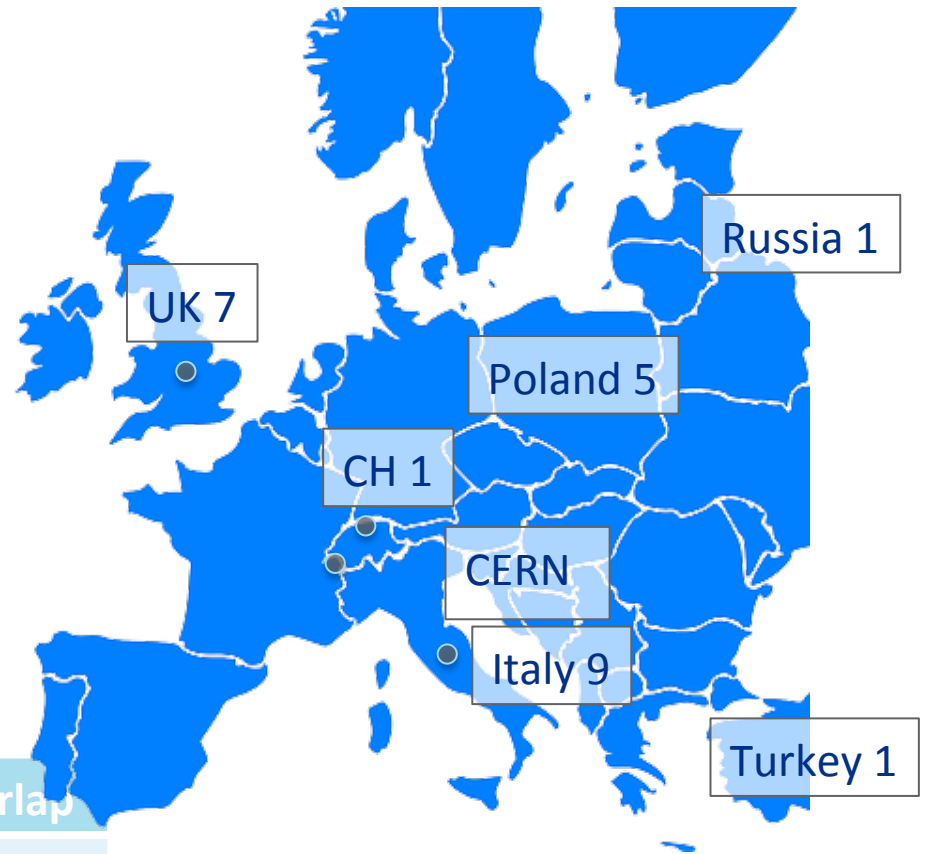 Russia 1
UK 7
Poland 5
CH 1
CERN
Italy 9
Turkey 1
rlap